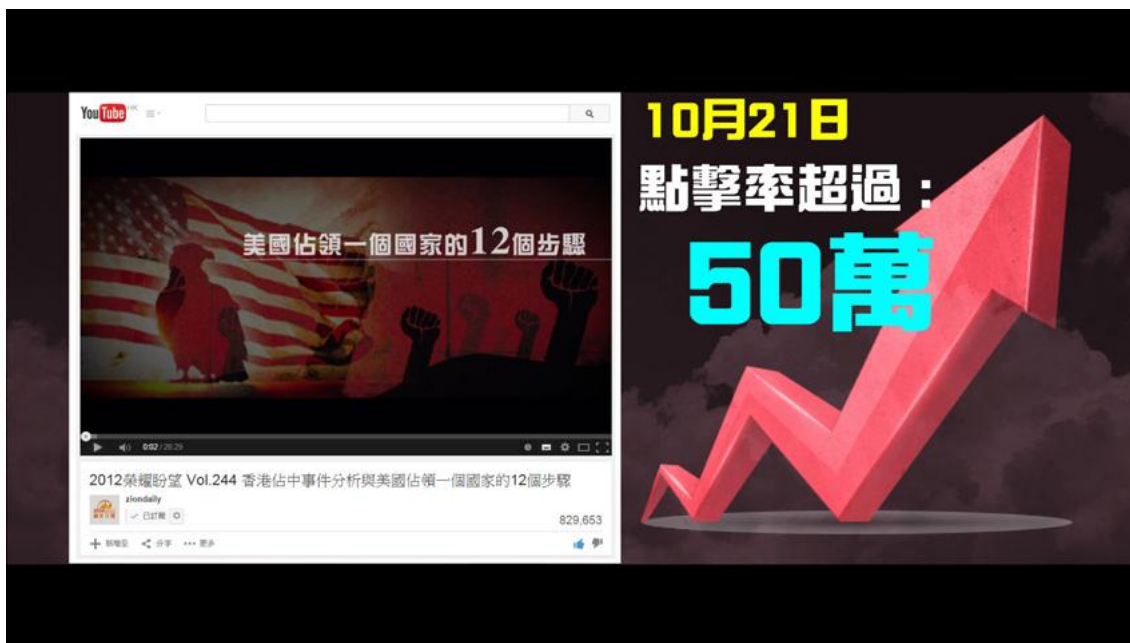 YouTube HK
美國佔領一個國家的12個步驟
0:02 / 28:29
2012榮耀盼望 Vol.244 香港佔中事件分析與美國佔領一個國家的12個步驟
ziondaily
已訂閱
829,653
新增至 分享 更多
10月21日
點擊率超過：
50萬